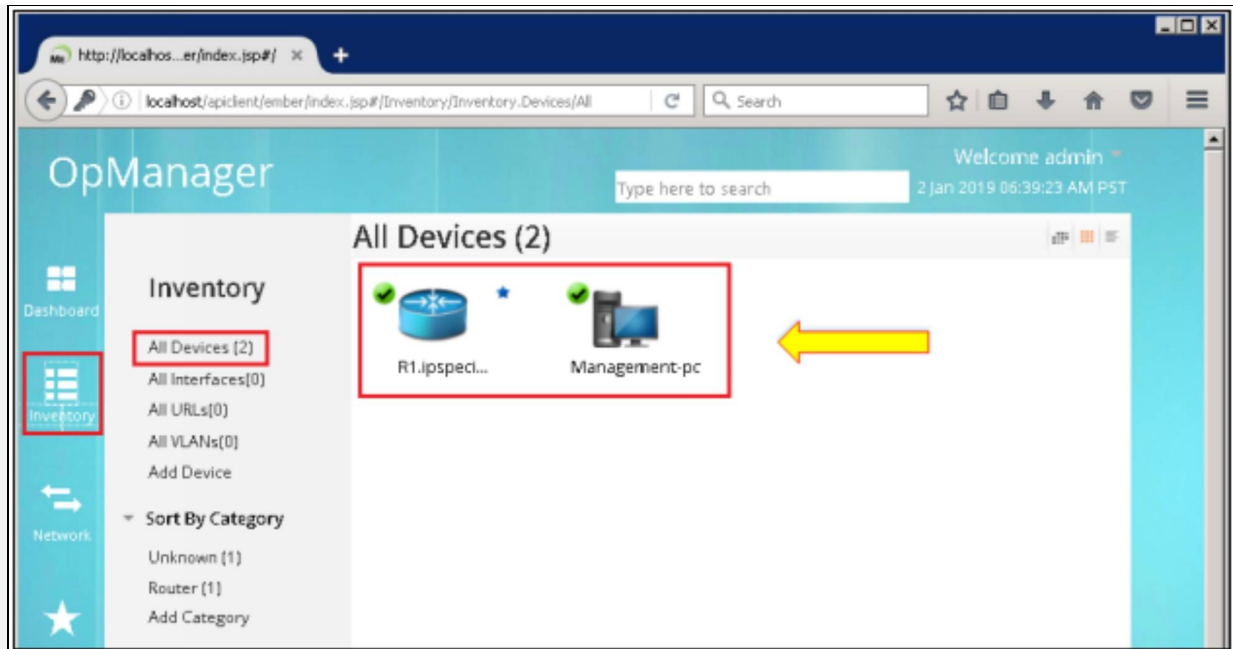 http://localhos...er/index.jsp#/
localhost/apiclient/ember/index.jsp#/Inventory/Inventory.Devices/All
Search
OpManager
Welcome admin
Type here to search
2 Jan 2019 06:39:23 AM PST
All Devices (2)
Dashboard
Inventory
Network
Inventory
All Devices (2)
All Interfaces(0)
All URLs(0)
All VLANs(0)
Add Device
Sort By Category
Unknown (1)
Router (1)
Add Category
R1.ipspeci...
Management-pc